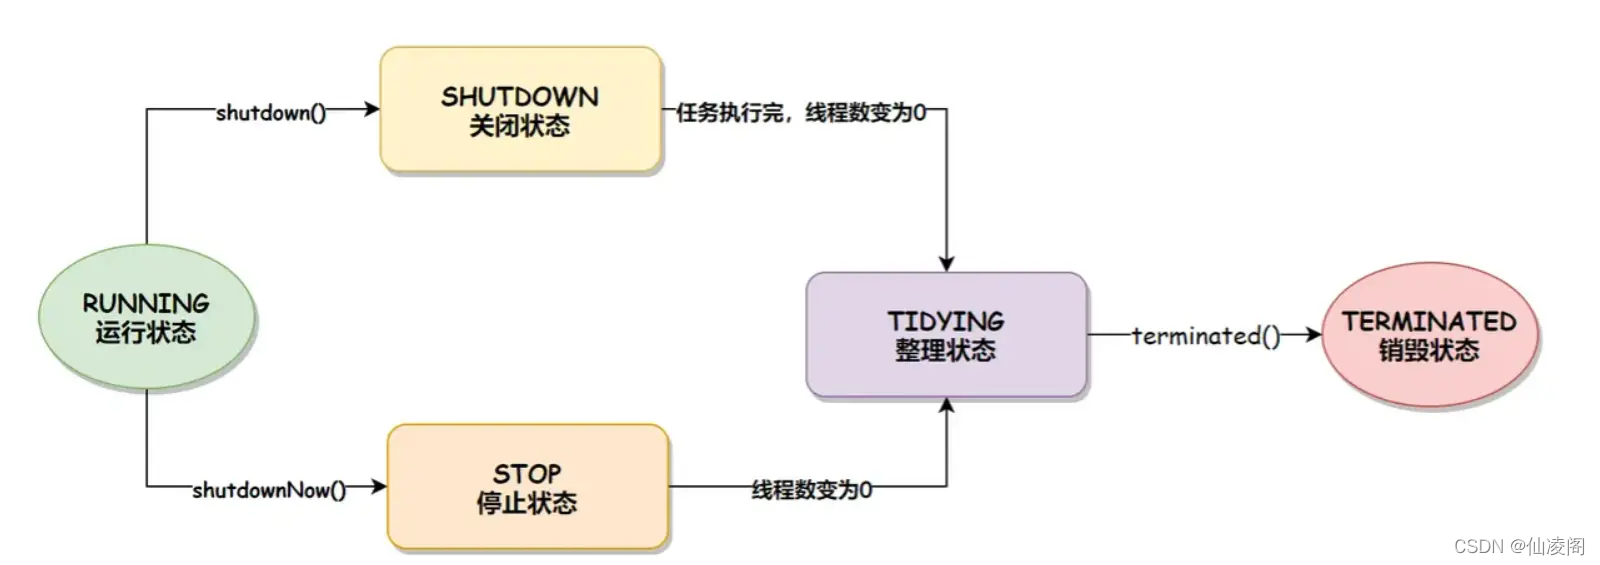 SHUTDOWN
关闭状态
shutdown()
任务执行完，线程数变为0
RUNNING
运行状态
TIDYING
整理状态
terminated()
TERMINATED
销毁状态
STOP
停止状态
shutdownNow()
线程数变为0
CSDN @仙凌阁